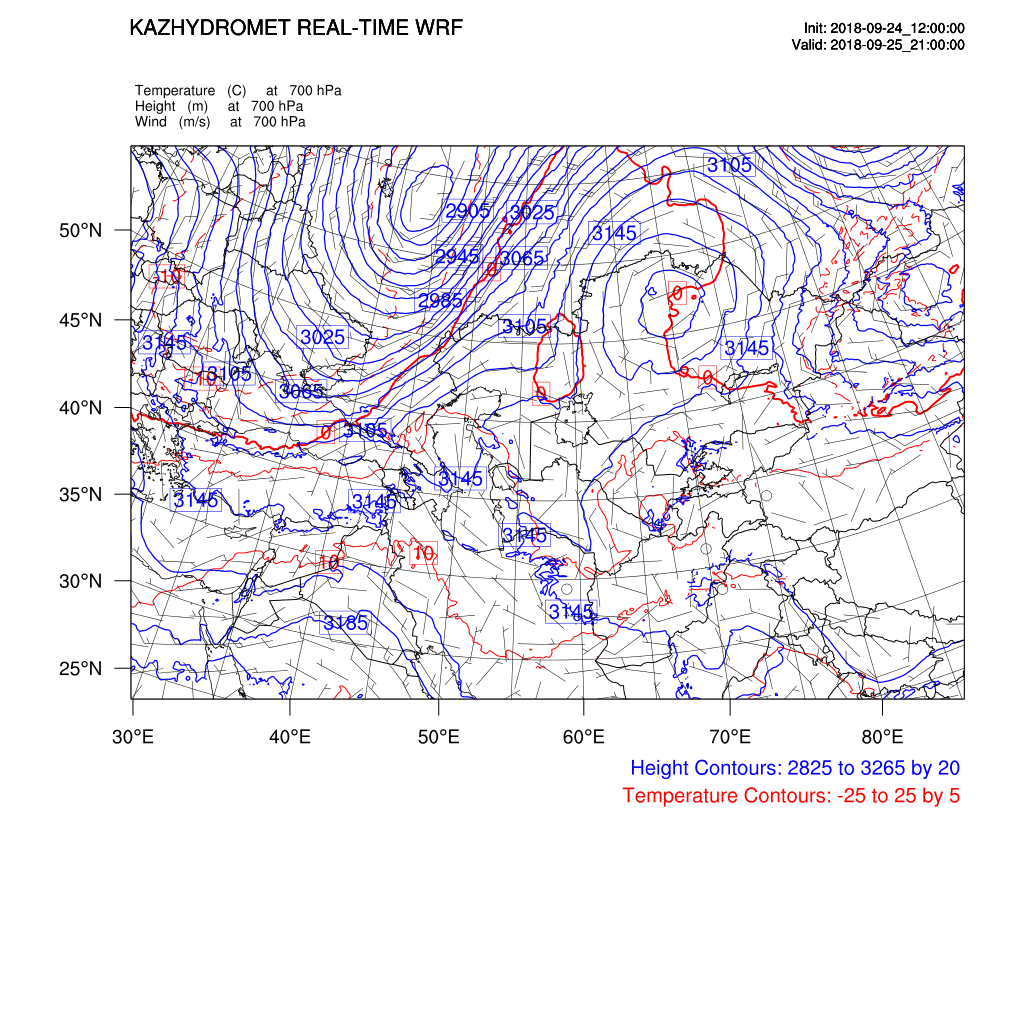 KAZHYDROMET REAL-TIME WRF
Init: 2018-09-24_12:00:00
Valid: 2018-09-25_21:00:00
Temperature (C) at 700 hPa
Height (m) at 700 hPa
Wind (m/s) at 700 hPa
3105
2905 3025
50°N
3145
2945 3065
0
-10
0
2985
45°N
3105
3025
3145
3145
-10 3105
0 0
3065
0
40°N
0 3105
3145
35°N
3145
3145
3145
10
10
30°N
3145
3185
25°N
30°E 40°E 50°E 60°E 70°E 80°E
Height Contours: 2825 to 3265 by 20
Temperature Contours: -25 to 25 by 5